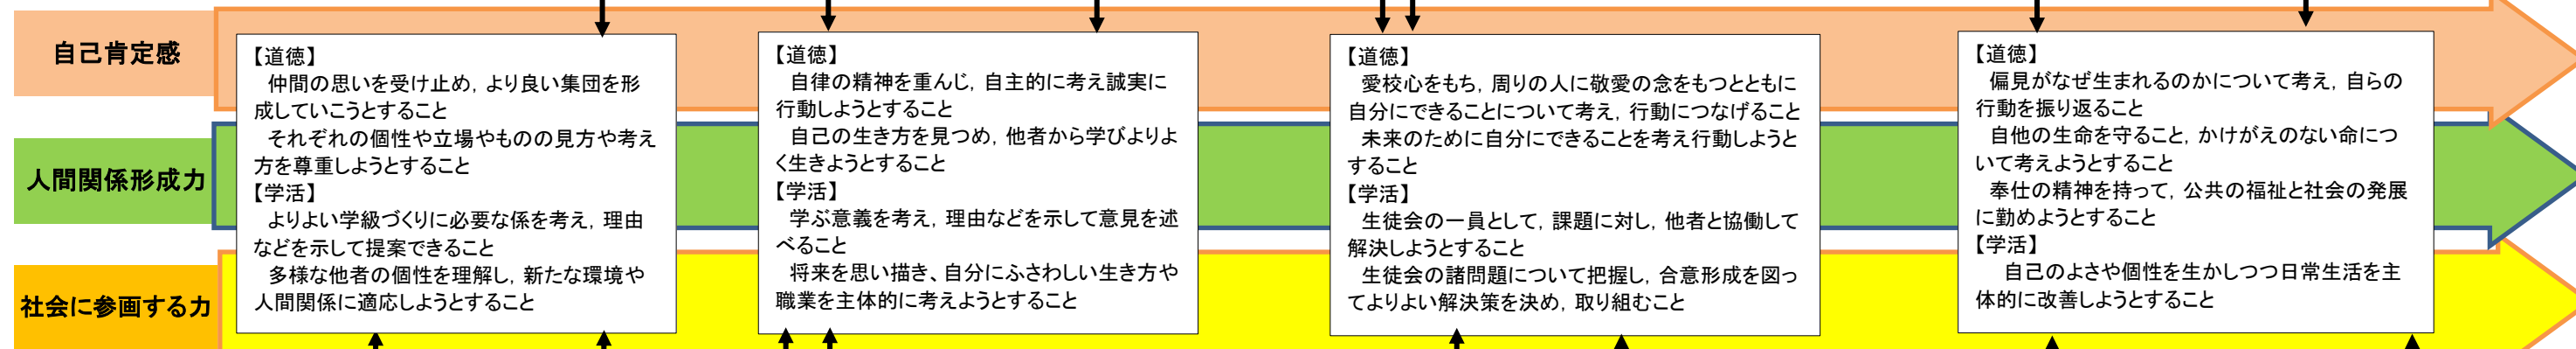 自己肯定感
人間関係形成力
社会に参画する力
【道徳】
仲間の思いを受け止め，より良い集団を形
成していこうとすること
それぞれの個性や立場やものの見方や考え
方を尊重しようとすること
【学活】
よりよい学級づくりに必要な係を考え，理由
などを示して提案できること
多様な他者の個性を理解し，新たな環境や
人間関係に適応しようとすること
【道徳】
自律の精神を重んじ，自主的に考え誠実に
行動しようとすること
自己の生き方を見つめ，他者から学びよりよ
く生きようとすること
【学活】
学ぶ意義を考え，理由などを示して意見を述
べること
将来を思い描き、自分にふさわしい生き方や
職業を主体的に考えようとすること
【道徳】
愛校心をもち，周りの人に敬愛の念をもつとともに
自分にできることについて考え，行動につなげること
未来のために自分にできることを考え行動しようと
すること
【学活】
生徒会の一員として，課題に対し，他者と協働して
解決しようとすること
生徒会の諸問題について把握し，合意形成を図っ
てよりよい解決策を決め，取り組むこと
【道徳】
偏見がなぜ生まれるのかについて考え，自らの
行動を振り返ること
自他の生命を守ること，かけがえのない命につ
いて考えようとすること
奉仕の精神を持って，公共の福祉と社会の発展
に勤めようとすること
【学活】
自己のよさや個性を生かしつつ日常生活を主
体的に改善しようとすること